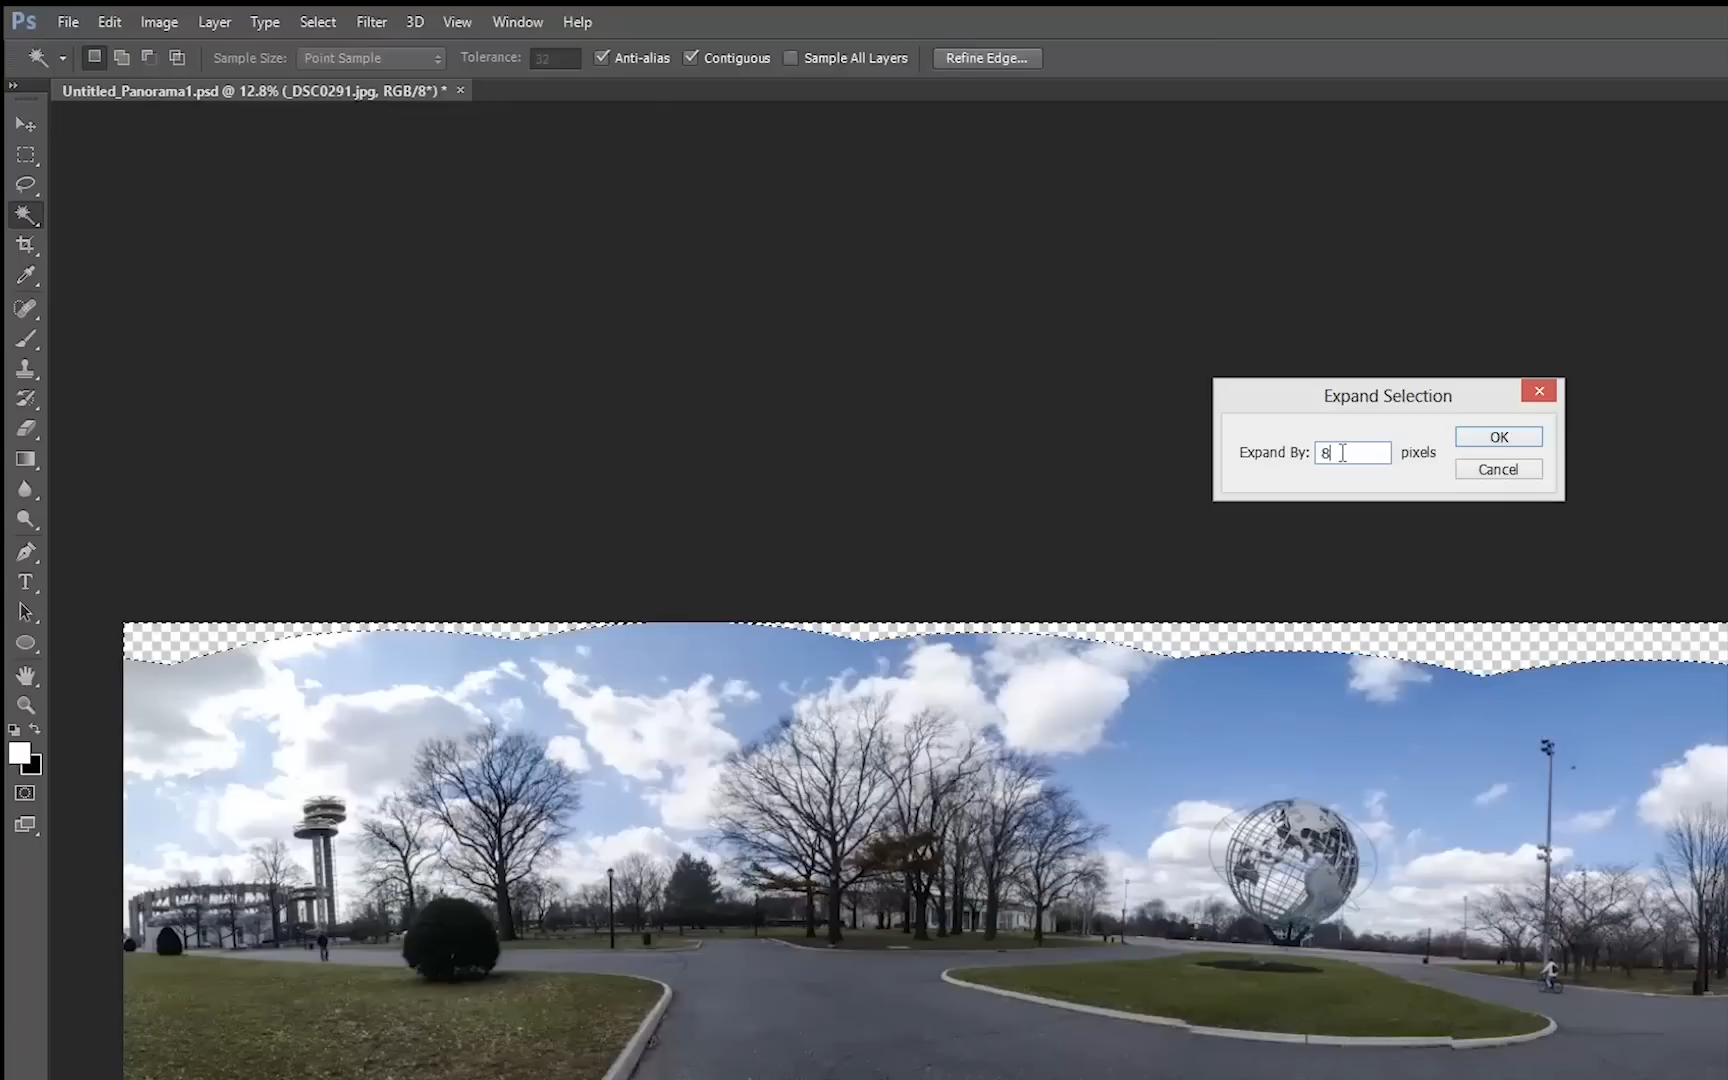 Ps File Edit Image Layer Type Select Filter 3D View Window Help
Sample Size: Point Sample Tolerance: 32 Anti-alias Contiguous Sample All Layers Refine Edge...
Untitled_Panorama1.psd @ 12.8% (_DSC0291.jpg, RGB/8*) * ×
Expand Selection
Expand By: 8 pixels
OK
Cancel
T